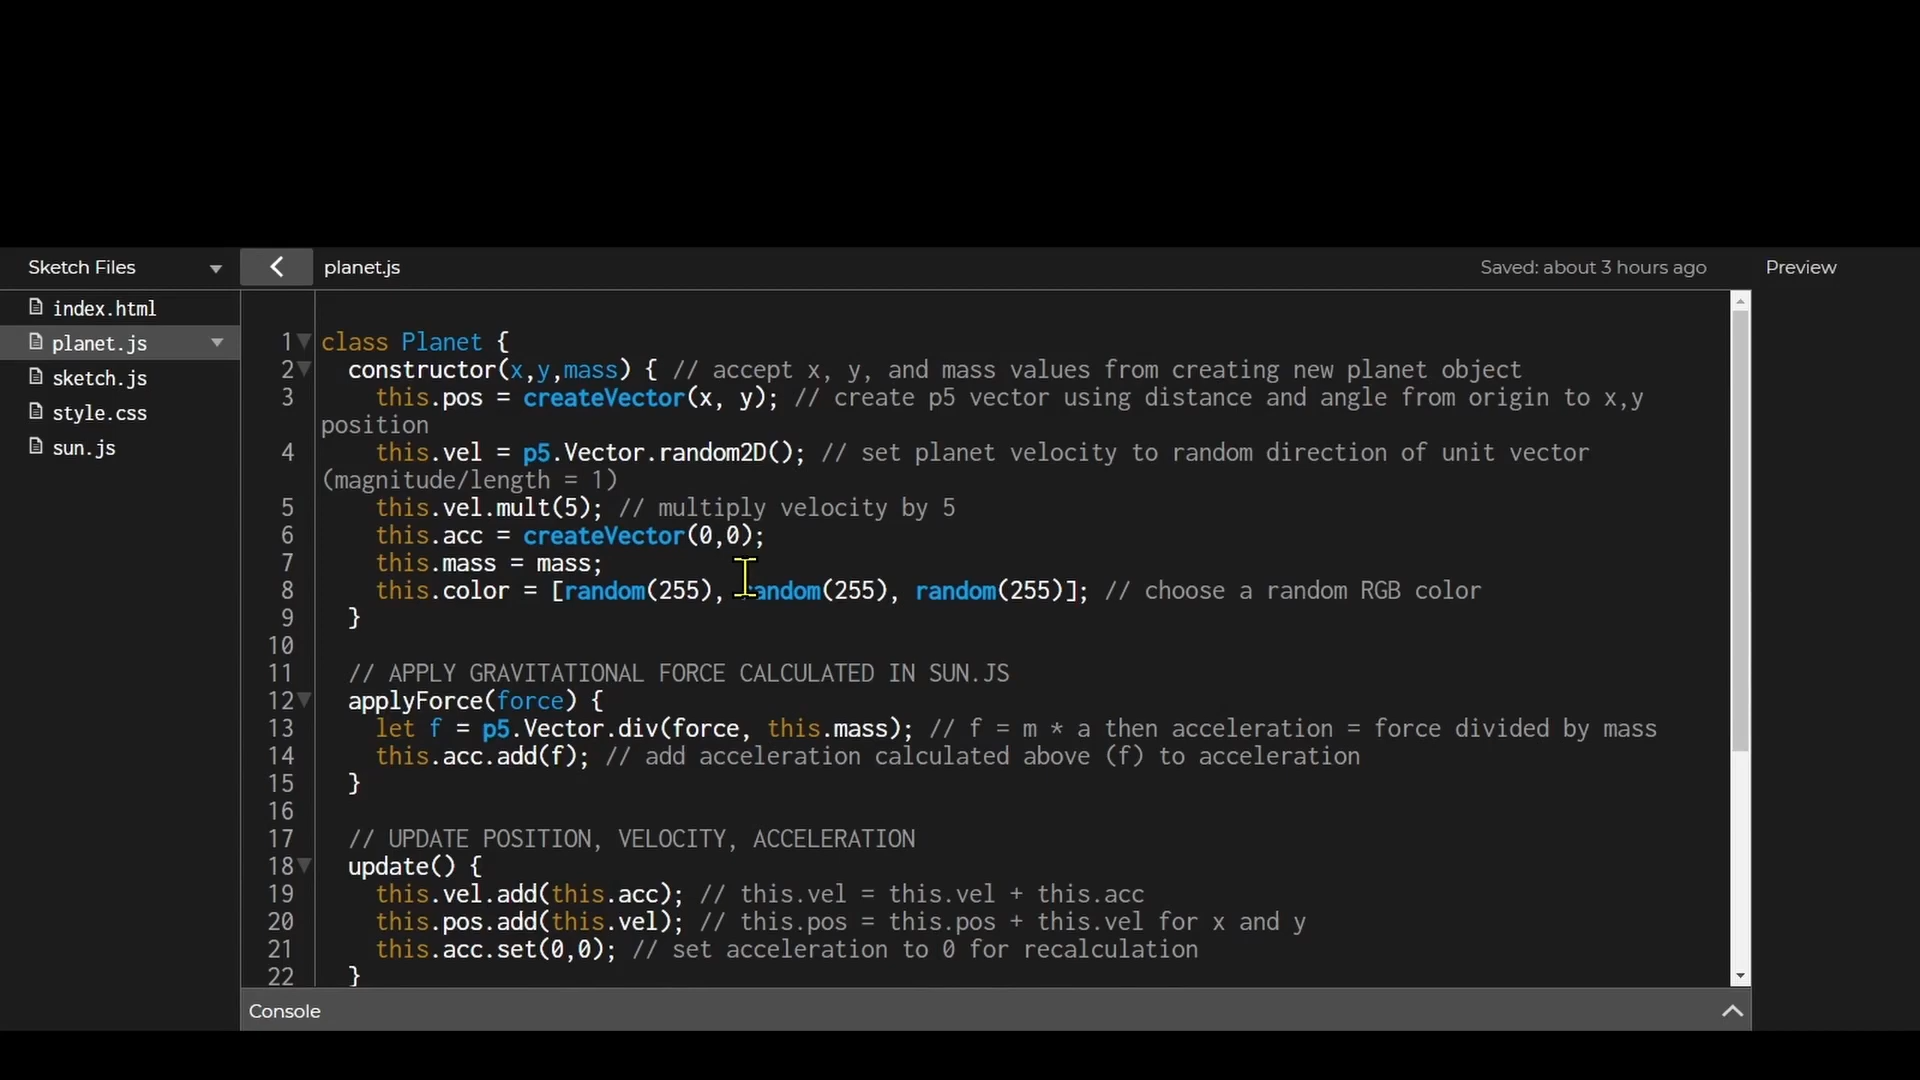 Sketch Files
planet.js
Saved: about 3 hours ago
Preview
index.html
planet.js
sketch.js
style.css
sun.js
1 class Planet {
2 constructor(x,y,mass) { // accept x, y, and mass values from creating new planet object
3 this.pos = createVector(x, y); // create p5 vector using distance and angle from origin to x,y
position
4 this.vel = p5.Vector.random2D(); // set planet velocity to random direction of unit vector
(magnitude/length = 1)
5 this.vel.mult(5); // multiply velocity by 5
6 this.acc = createVector(0,0);
7 this.mass = mass;
8 this.color = [random(255), random(255), random(255)]; // choose a random RGB color
9 }
10
11 // APPLY GRAVITATIONAL FORCE CALCULATED IN SUN.JS
12 applyForce(force) {
13 let f = p5.Vector.div(force, this.mass); // f = m * a then acceleration = force divided by mass
14 this.acc.add(f); // add acceleration calculated above (f) to acceleration
15 }
16
17 // UPDATE POSITION, VELOCITY, ACCELERATION
18 update() {
19 this.vel.add(this.acc); // this.vel = this.vel + this.acc
20 this.pos.add(this.vel); // this.pos = this.pos + this.vel for x and y
21 this.acc.set(0,0); // set acceleration to 0 for recalculation
22 }
Console